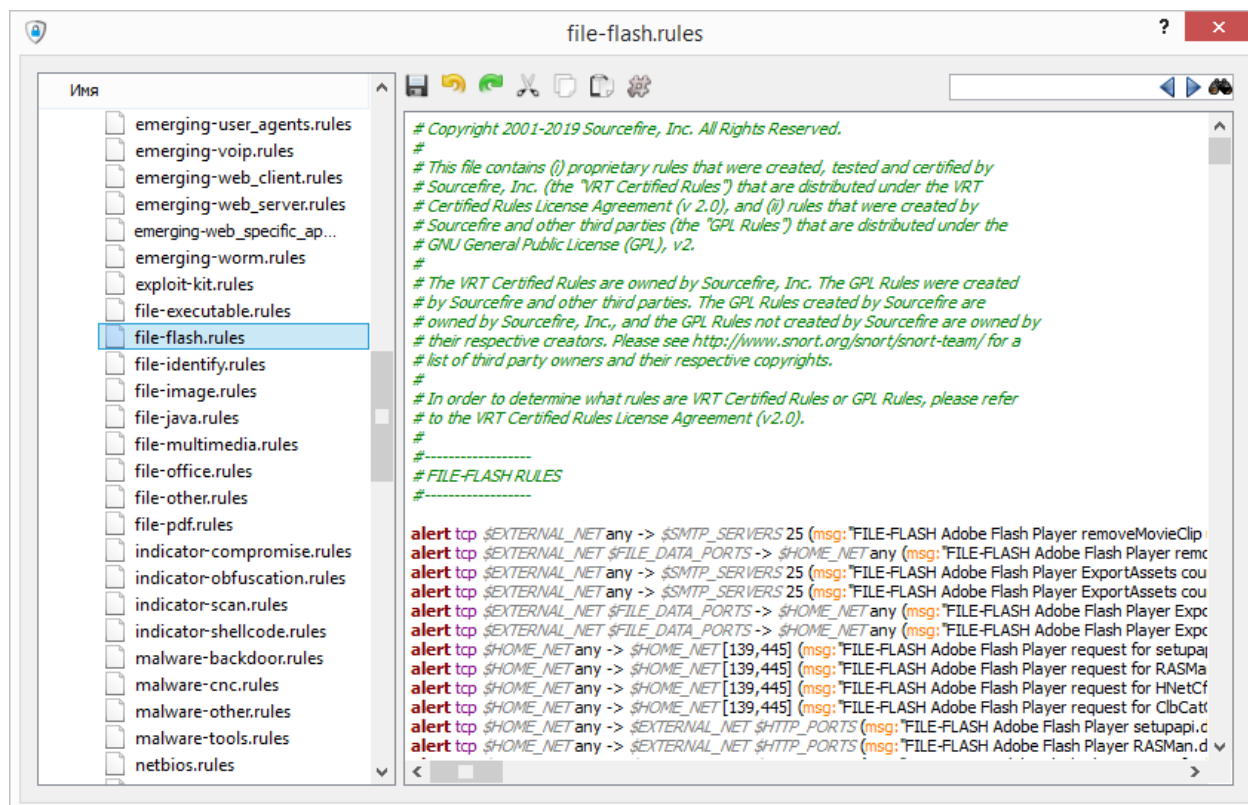 file-flash.rules
?
Имя
emerging-user_agents.rules
emerging-voip.rules
emerging-web_client.rules
emerging-web_server.rules
emerging-web_specific_ap...
emerging-worm.rules
exploit-kit.rules
file-executable.rules
file-flash.rules
file-identify.rules
file-image.rules
file-java.rules
file-multimedia.rules
file-office.rules
file-other.rules
file-pdf.rules
indicator-compromise.rules
indicator-obfuscation.rules
indicator-scan.rules
indicator-shellcode.rules
malware-backdoor.rules
malware-cnc.rules
malware-other.rules
malware-tools.rules
netbios.rules
# Copyright 2001-2019 Sourcefire, Inc. All Rights Reserved.
#
# This file contains (i) proprietary rules that were created, tested and certified by
# Sourcefire, Inc. (the "VRT Certified Rules") that are distributed under the VRT
# Certified Rules License Agreement (v 2.0), and (ii) rules that were created by
# Sourcefire and other third parties (the "GPL Rules") that are distributed under the
# GNU General Public License (GPL), v2.
#
# The VRT Certified Rules are owned by Sourcefire, Inc. The GPL Rules were created
# by Sourcefire and other third parties. The GPL Rules created by Sourcefire are
# owned by Sourcefire, Inc., and the GPL Rules not created by Sourcefire are owned by
# their respective creators. Please see http://www.snort.org/snort/snort-team/ for a
# list of third party owners and their respective copyrights.
#
# In order to determine what rules are VRT Certified Rules or GPL Rules, please refer
# to the VRT Certified Rules License Agreement (v2.0).
#
#------------------
# FILE-FLASH RULES
#------------------
alert tcp $EXTERNAL_NET any -> $SMTP_SERVERS 25 (msg:"FILE-FLASH Adobe Flash Player removeMovieClip
alert tcp $EXTERNAL_NET $FILE_DATA_PORTS -> $HOME_NET any (msg:"FILE-FLASH Adobe Flash Player remo
alert tcp $EXTERNAL_NET any -> $SMTP_SERVERS 25 (msg:"FILE-FLASH Adobe Flash Player ExportAssets cou
alert tcp $EXTERNAL_NET any -> $SMTP_SERVERS 25 (msg:"FILE-FLASH Adobe Flash Player ExportAssets cou
alert tcp $EXTERNAL_NET $FILE_DATA_PORTS -> $HOME_NET any (msg:"FILE-FLASH Adobe Flash Player Expo
alert tcp $EXTERNAL_NET $FILE_DATA_PORTS -> $HOME_NET any (msg:"FILE-FLASH Adobe Flash Player Expo
alert tcp $HOME_NET any -> $HOME_NET [139,445] (msg:"FILE-FLASH Adobe Flash Player request for setupap
alert tcp $HOME_NET any -> $HOME_NET [139,445] (msg:"FILE-FLASH Adobe Flash Player request for RASMa
alert tcp $HOME_NET any -> $HOME_NET [139,445] (msg:"FILE-FLASH Adobe Flash Player request for HNetCf
alert tcp $HOME_NET any -> $HOME_NET [139,445] (msg:"FILE-FLASH Adobe Flash Player request for ClbCat
alert tcp $HOME_NET any -> $EXTERNAL_NET $HTTP_PORTS (msg:"FILE-FLASH Adobe Flash Player setupapi.d
alert tcp $HOME_NET any -> $EXTERNAL_NET $HTTP_PORTS (msg:"FILE-FLASH Adobe Flash Player RASMan.d